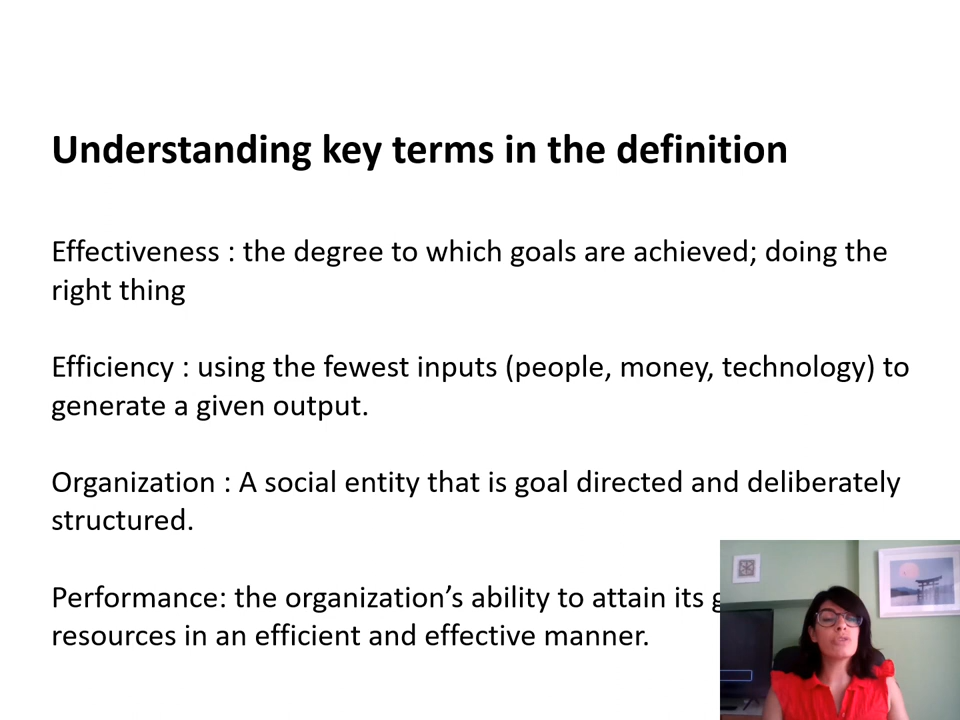 Understanding key terms in the definition
Effectiveness : the degree to which goals are achieved; doing the
right thing
Efficiency : using the fewest inputs (people, money, technology) to
generate a given output.
Organization : A social entity that is goal directed and deliberately
structured.
Performance: the organization’s ability to attain its
resources in an efficient and effective manner.